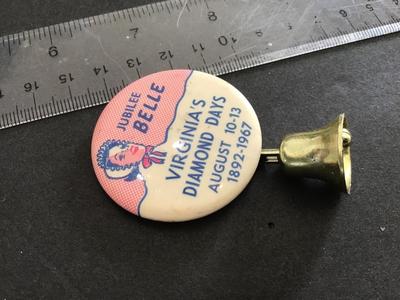 JUBILEE
BELLE
VIRGINIA'S
DIAMOND DAYS
AUGUST 10-13
1892-1967